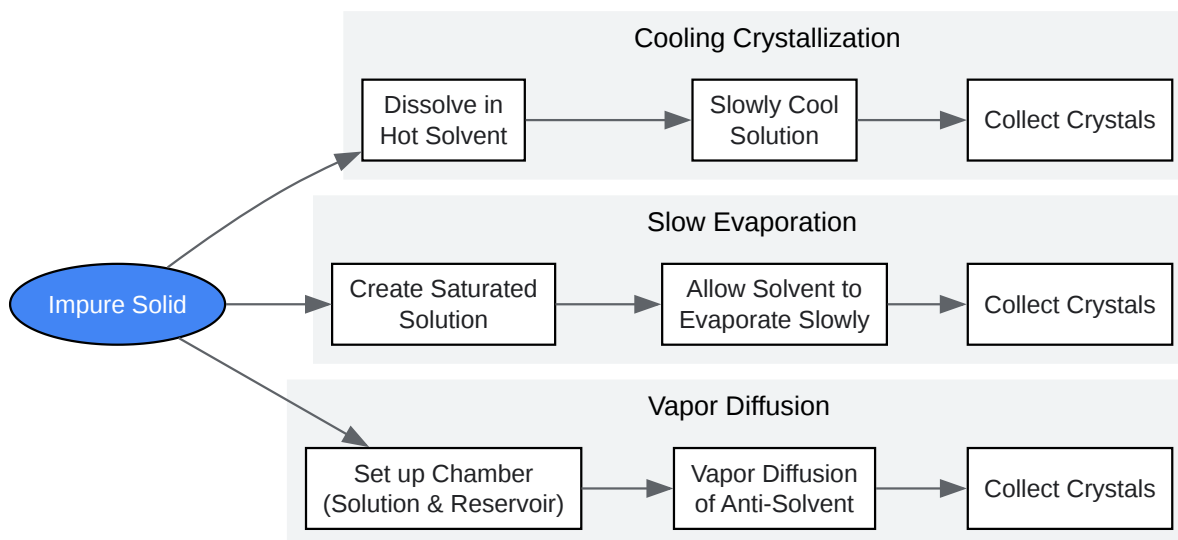 Cooling Crystallization
Dissolve in
Hot Solvent
Slowly Cool
Solution
Collect Crystals
Slow Evaporation
Impure Solid
Create Saturated
Solution
Allow Solvent to
Evaporate Slowly
Collect Crystals
Vapor Diffusion
Set up Chamber
(Solution & Reservoir)
Vapor Diffusion
of Anti-Solvent
Collect Crystals